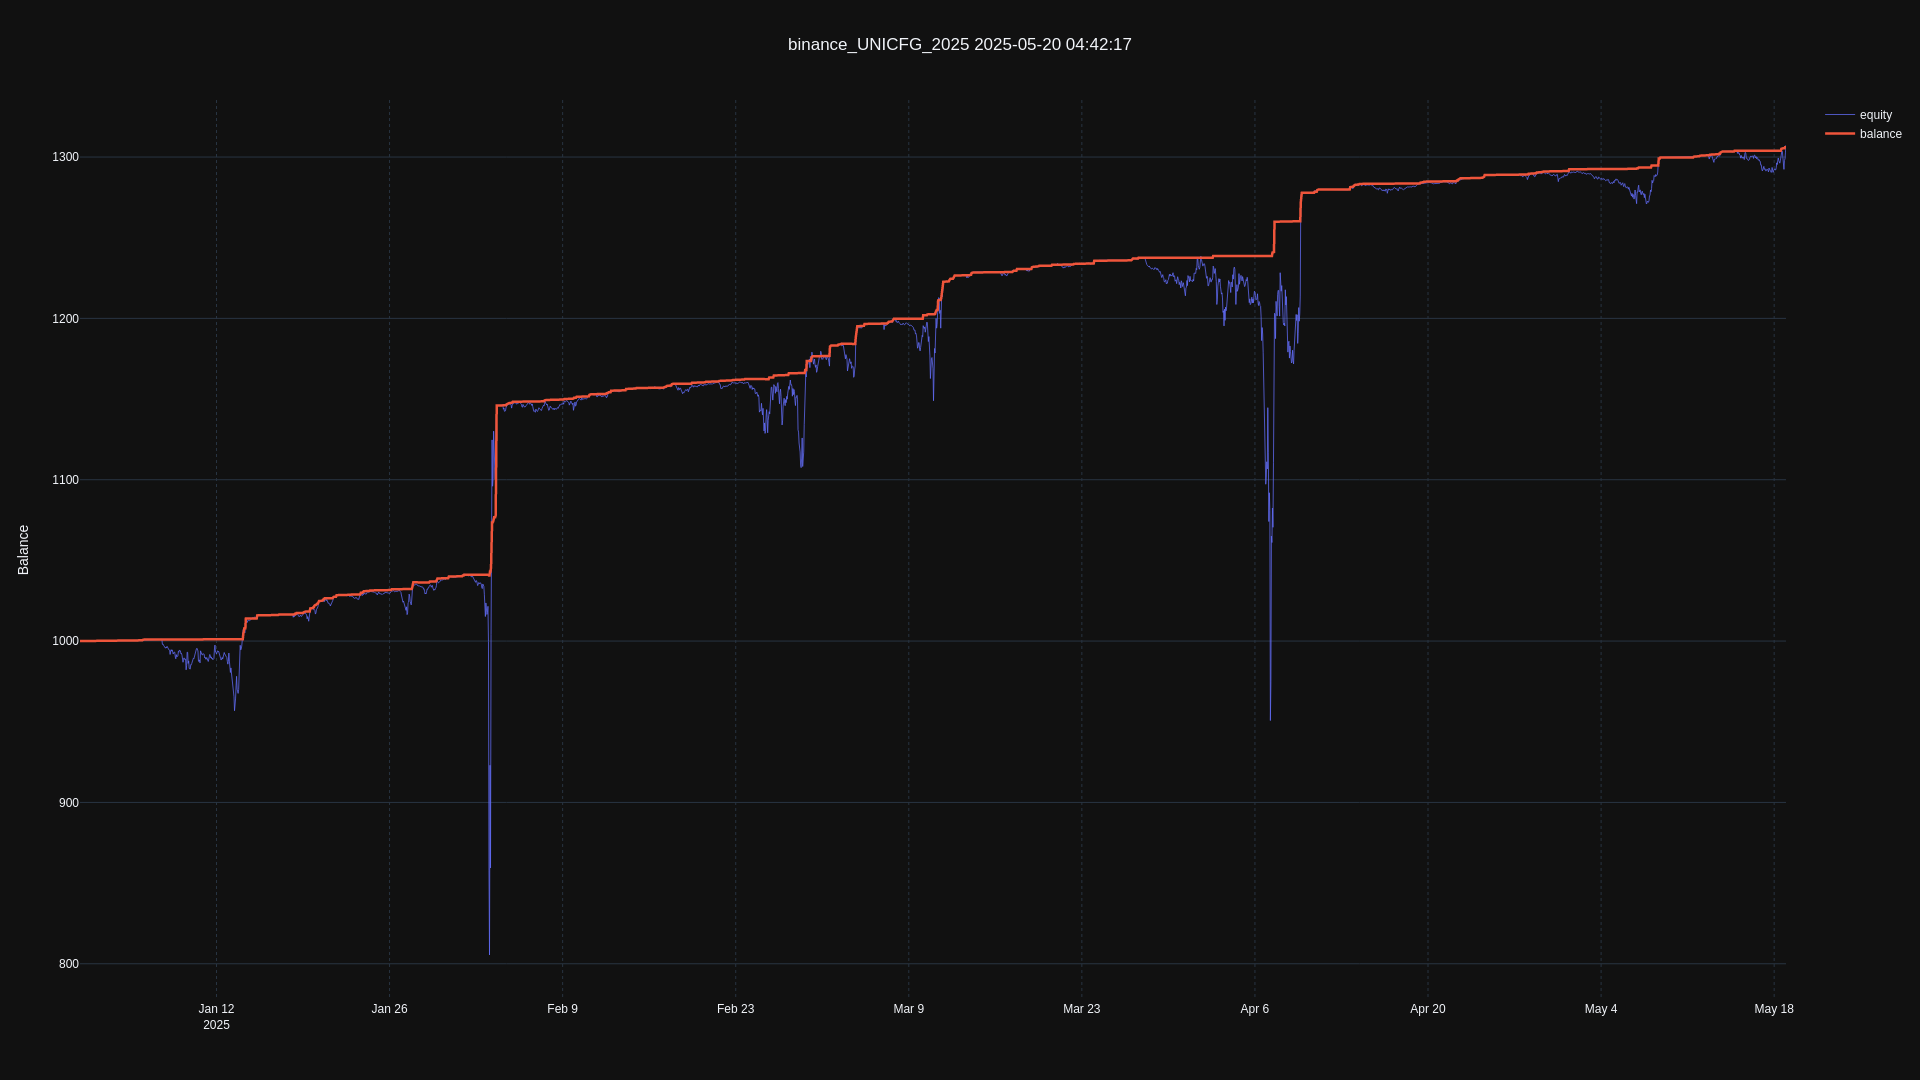 binance_UNICFG_2025 2025-05-20 04:42:17
equity
balance
1300
1200
1100
1000
900
800
Balance
Jan 12
2025
Jan 26
Feb 9
Feb 23
Mar 9
Mar 23
Apr 6
Apr 20
May 4
May 18